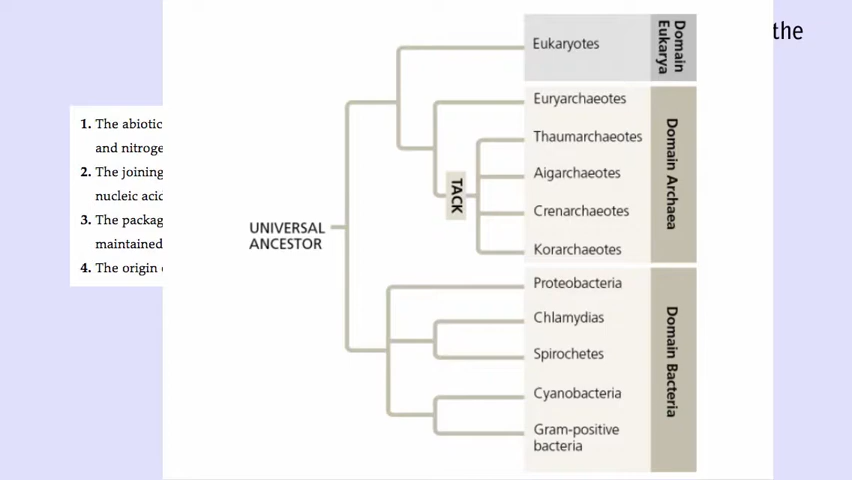 the
1. The abiotic
and nitroge
2. The joining
nucleic acid
3. The packag
maintained
4. The origin
UNIVERSAL
ANCESTOR
TACK
Eukaryotes
Domain
Eukarya
Euryarchaeotes
Thaumarchaeotes
Aigarchaeotes
Crenarchaeotes
Korarchaeotes
Domain Archaea
Proteobacteria
Chlamydias
Spirochetes
Cyanobacteria
Gram-positive
bacteria
Domain Bacteria